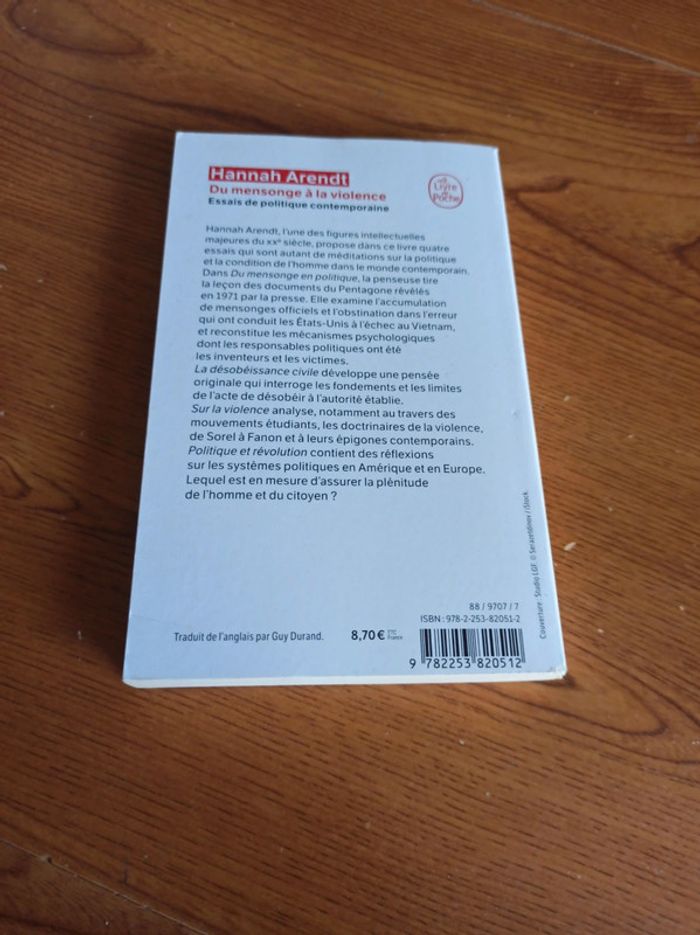 Hannah Arendt
Du mensonge à la violence
Essais de politique contemporaine
Le
Livre
de
Poche
Hannah Arendt, l'une des figures intellectuelles
majeures du XXe siècle, propose dans ce livre quatre
essais qui sont autant de méditations sur la politique
et la condition de l'homme dans le monde contemporain.
Dans Du mensonge en politique, la penseuse tire
la leçon des documents du Pentagone révélés
en 1971 par la presse. Elle examine l'accumulation
de mensonges officiels et l'obstination dans l'erreur
qui ont conduit les États-Unis à l'échec au Vietnam,
et reconstitue les mécanismes psychologiques
dont les responsables politiques ont été
les inventeurs et les victimes.
La désobéissance civile développe une pensée
originale qui interroge les fondements et les limites
de l'acte de désobéir à l'autorité établie.
Sur la violence analyse, notamment au travers des
mouvements étudiants, les doctrinaires de la violence,
de Sorel à Fanon et à leurs épigones contemporains.
Politique et révolution contient des réflexions
sur les systèmes politiques en Amérique et en Europe.
Lequel est en mesure d'assurer la plénitude
de l'homme et du citoyen ?
Traduit de l'anglais par Guy Durand.
8,70 € TTC
France
88 / 9707 / 7
ISBN : 978-2-253-82051-2
9 782253 820512
Couverture : Studio LGF. © Serazetdinov / iStock.